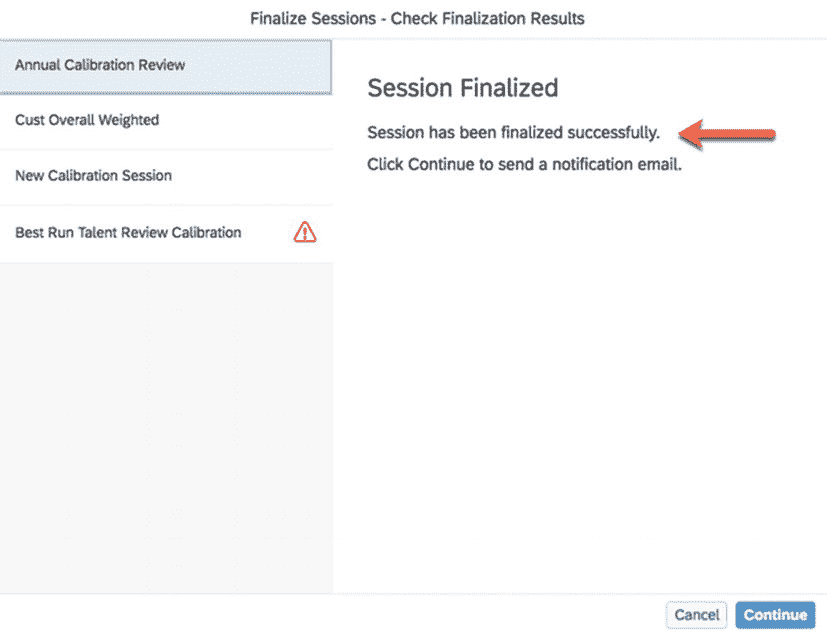 Finalize Sessions - Check Finalization Results
Annual Calibration Review
Cust Overall Weighted
New Calibration Session
Best Run Talent Review Calibration
Session Finalized
Session has been finalized successfully.
Click Continue to send a notification email.
Cancel
Continue